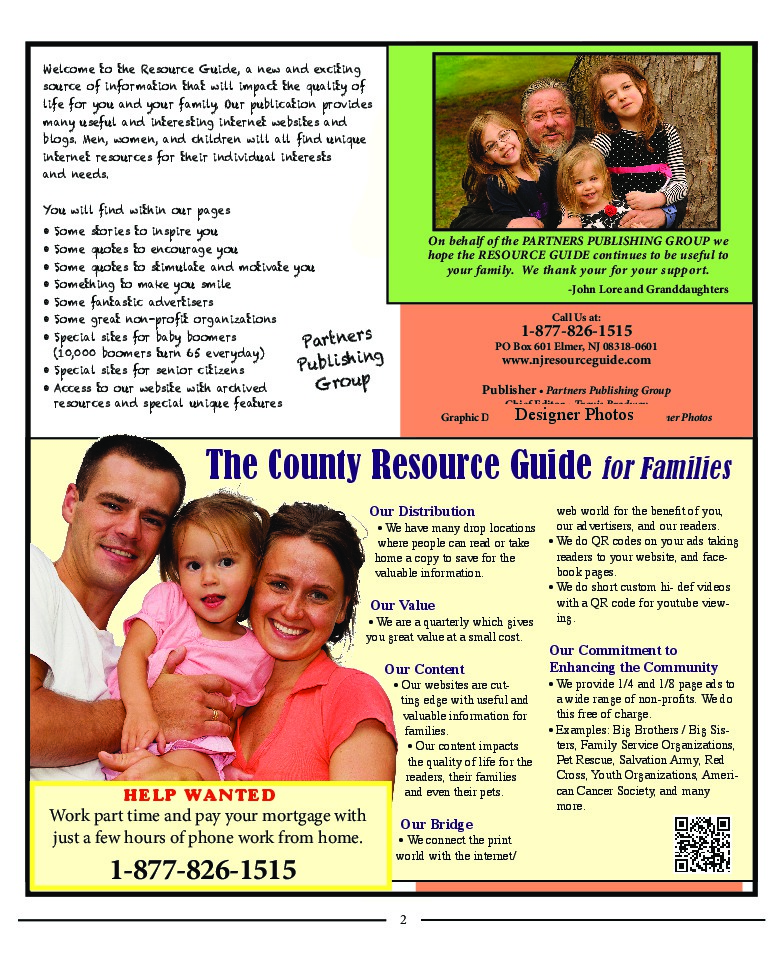 Welcome to the Resource Guide, a new and exciting
source of information that will impact the quality of
life for you and your family. Our publication provides
many useful and interesting internet websites and
blogs. Men, women, and children will all find unique
internet resources for their individual interests
and needs.
You will find within our pages
• Some stories to inspire you
• Some quotes to encourage you
• Some quotes to stimulate and motivate you
• Something to make you smile
• Some fantastic advertisers
• Some great non-profit organizations
• Special sites for baby boomers
(10,000 boomers turn 65 everyday)
• Special sites for senior citizens
• Access to our website with archived
resources and special unique features
Partners
Publishing
Group
On behalf of the PARTNERS PUBLISHING GROUP we
hope the RESOURCE GUIDE continues to be useful to
your family. We thank your for your support.
-John Lore and Granddaughters
Call Us at:
1-877-826-1515
PO Box 601 Elmer, NJ 08318-0601
www.njresourceguide.com
Publisher • Partners Publishing Group
Graphic D Designer Photos ner Photos
The County Resource Guide for Families
Our Distribution
• We have many drop locations
where people can read or take
home a copy to save for the
valuable information.
Our Value
• We are a quarterly which gives
you great value at a small cost.
Our Content
• Our websites are cut-
ting edge with useful and
valuable information for
families.
• Our content impacts
the quality of life for the
readers, their families
and even their pets.
Our Bridge
• We connect the print
world with the internet/
web world for the benefit of you,
our advertisers, and our readers.
• We do QR codes on your ads taking
readers to your website, and face-
book pages.
• We do short custom hi- def videos
with a QR code for youtube view-
ing.
Our Commitment to
Enhancing the Community
• We provide 1/4 and 1/8 page ads to
a wide range of non-profits. We do
this free of charge.
• Examples: Big Brothers / Big Sis-
ters, Family Service Organizations,
Pet Rescue, Salvation Army, Red
Cross, Youth Organizations, Ameri-
can Cancer Society, and many
more.
HELP WANTED
Work part time and pay your mortgage with
just a few hours of phone work from home.
1-877-826-1515
2